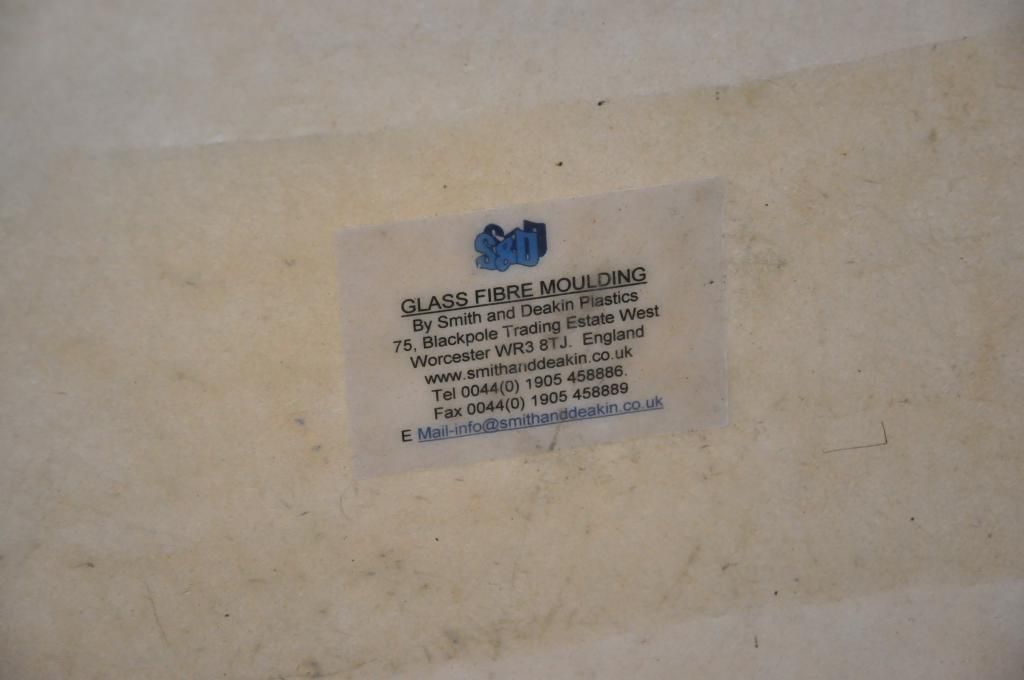 S&D
GLASS FIBRE MOULDING
By Smith and Deakin Plastics
75, Blackpole Trading Estate West
Worcester WR3 8TJ.  England
www.smithanddeakin.co.uk
Tel 0044(0) 1905 458886.
Fax 0044(0) 1905 458889
E Mail-info@smithanddeakin.co.uk